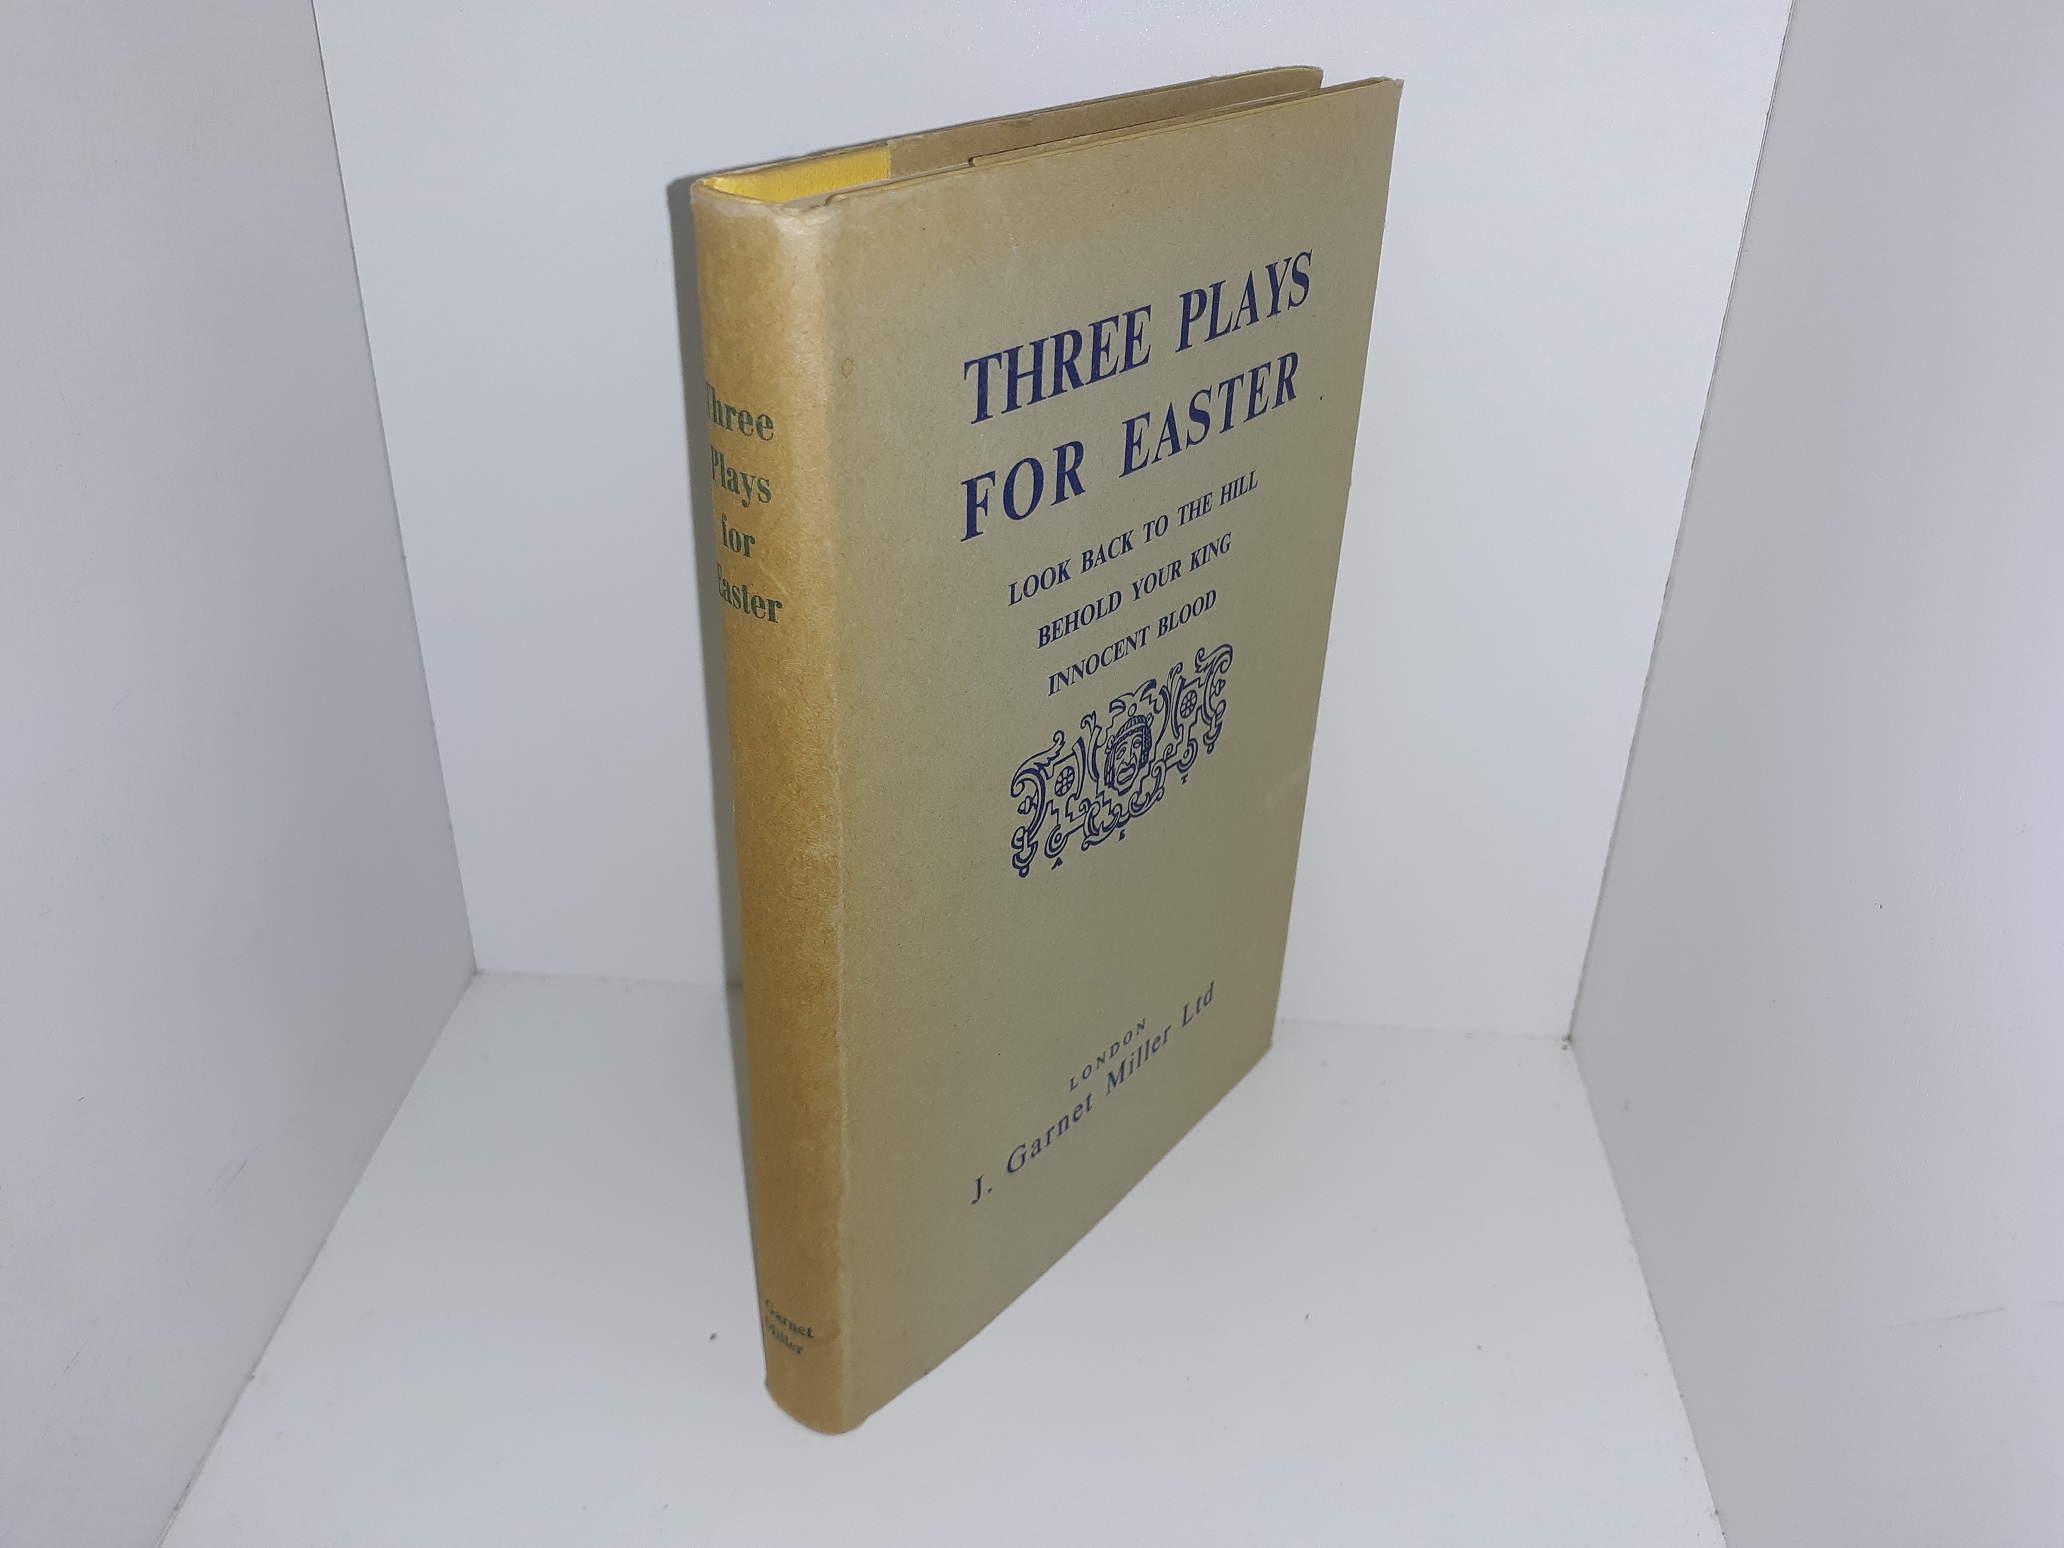 Three
Plays
for
Easter
Garnet
Miller
THREE PLAYS
FOR EASTER
LOOK BACK TO THE HILL
BEHOLD YOUR KING
INNOCENT BLOOD
LONDON
J. Garnet Miller Ltd